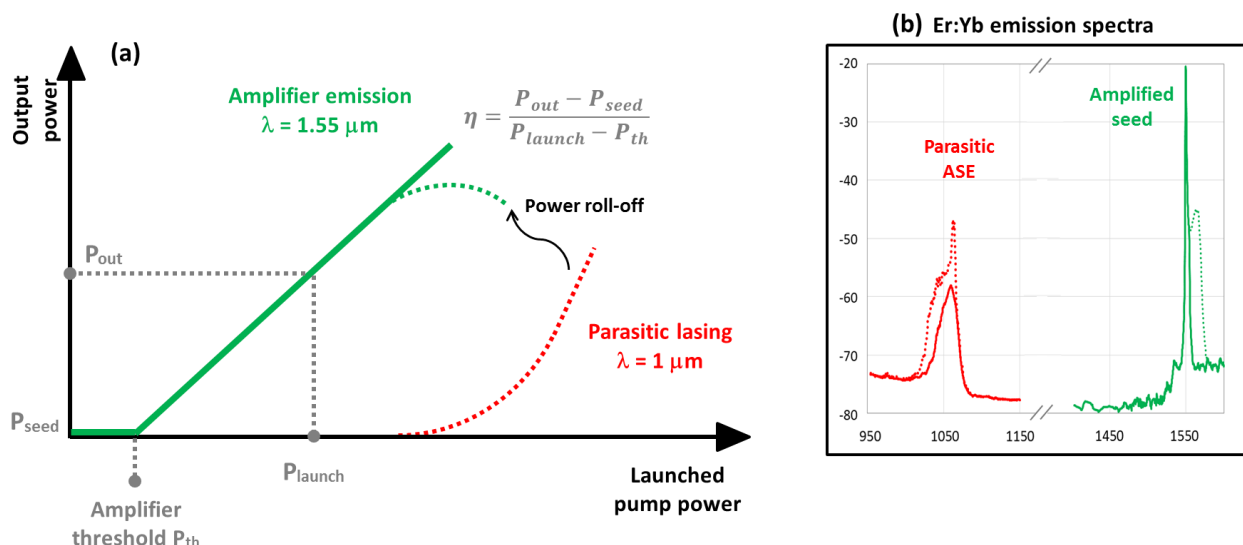 (a)
Output
power
Amplifier emission
λ = 1.55 μm
η = (P_out − P_seed) / (P_launch − P_th)
Power roll-off
P_out
Parasitic lasing
λ = 1 μm
P_seed
P_launch
Launched
pump power
Amplifier
threshold P_th
(b) Er:Yb emission spectra
-20
-30
-40
-50
-60
-70
-80
Amplified
seed
Parasitic
ASE
950
1050
1150
1450
1550